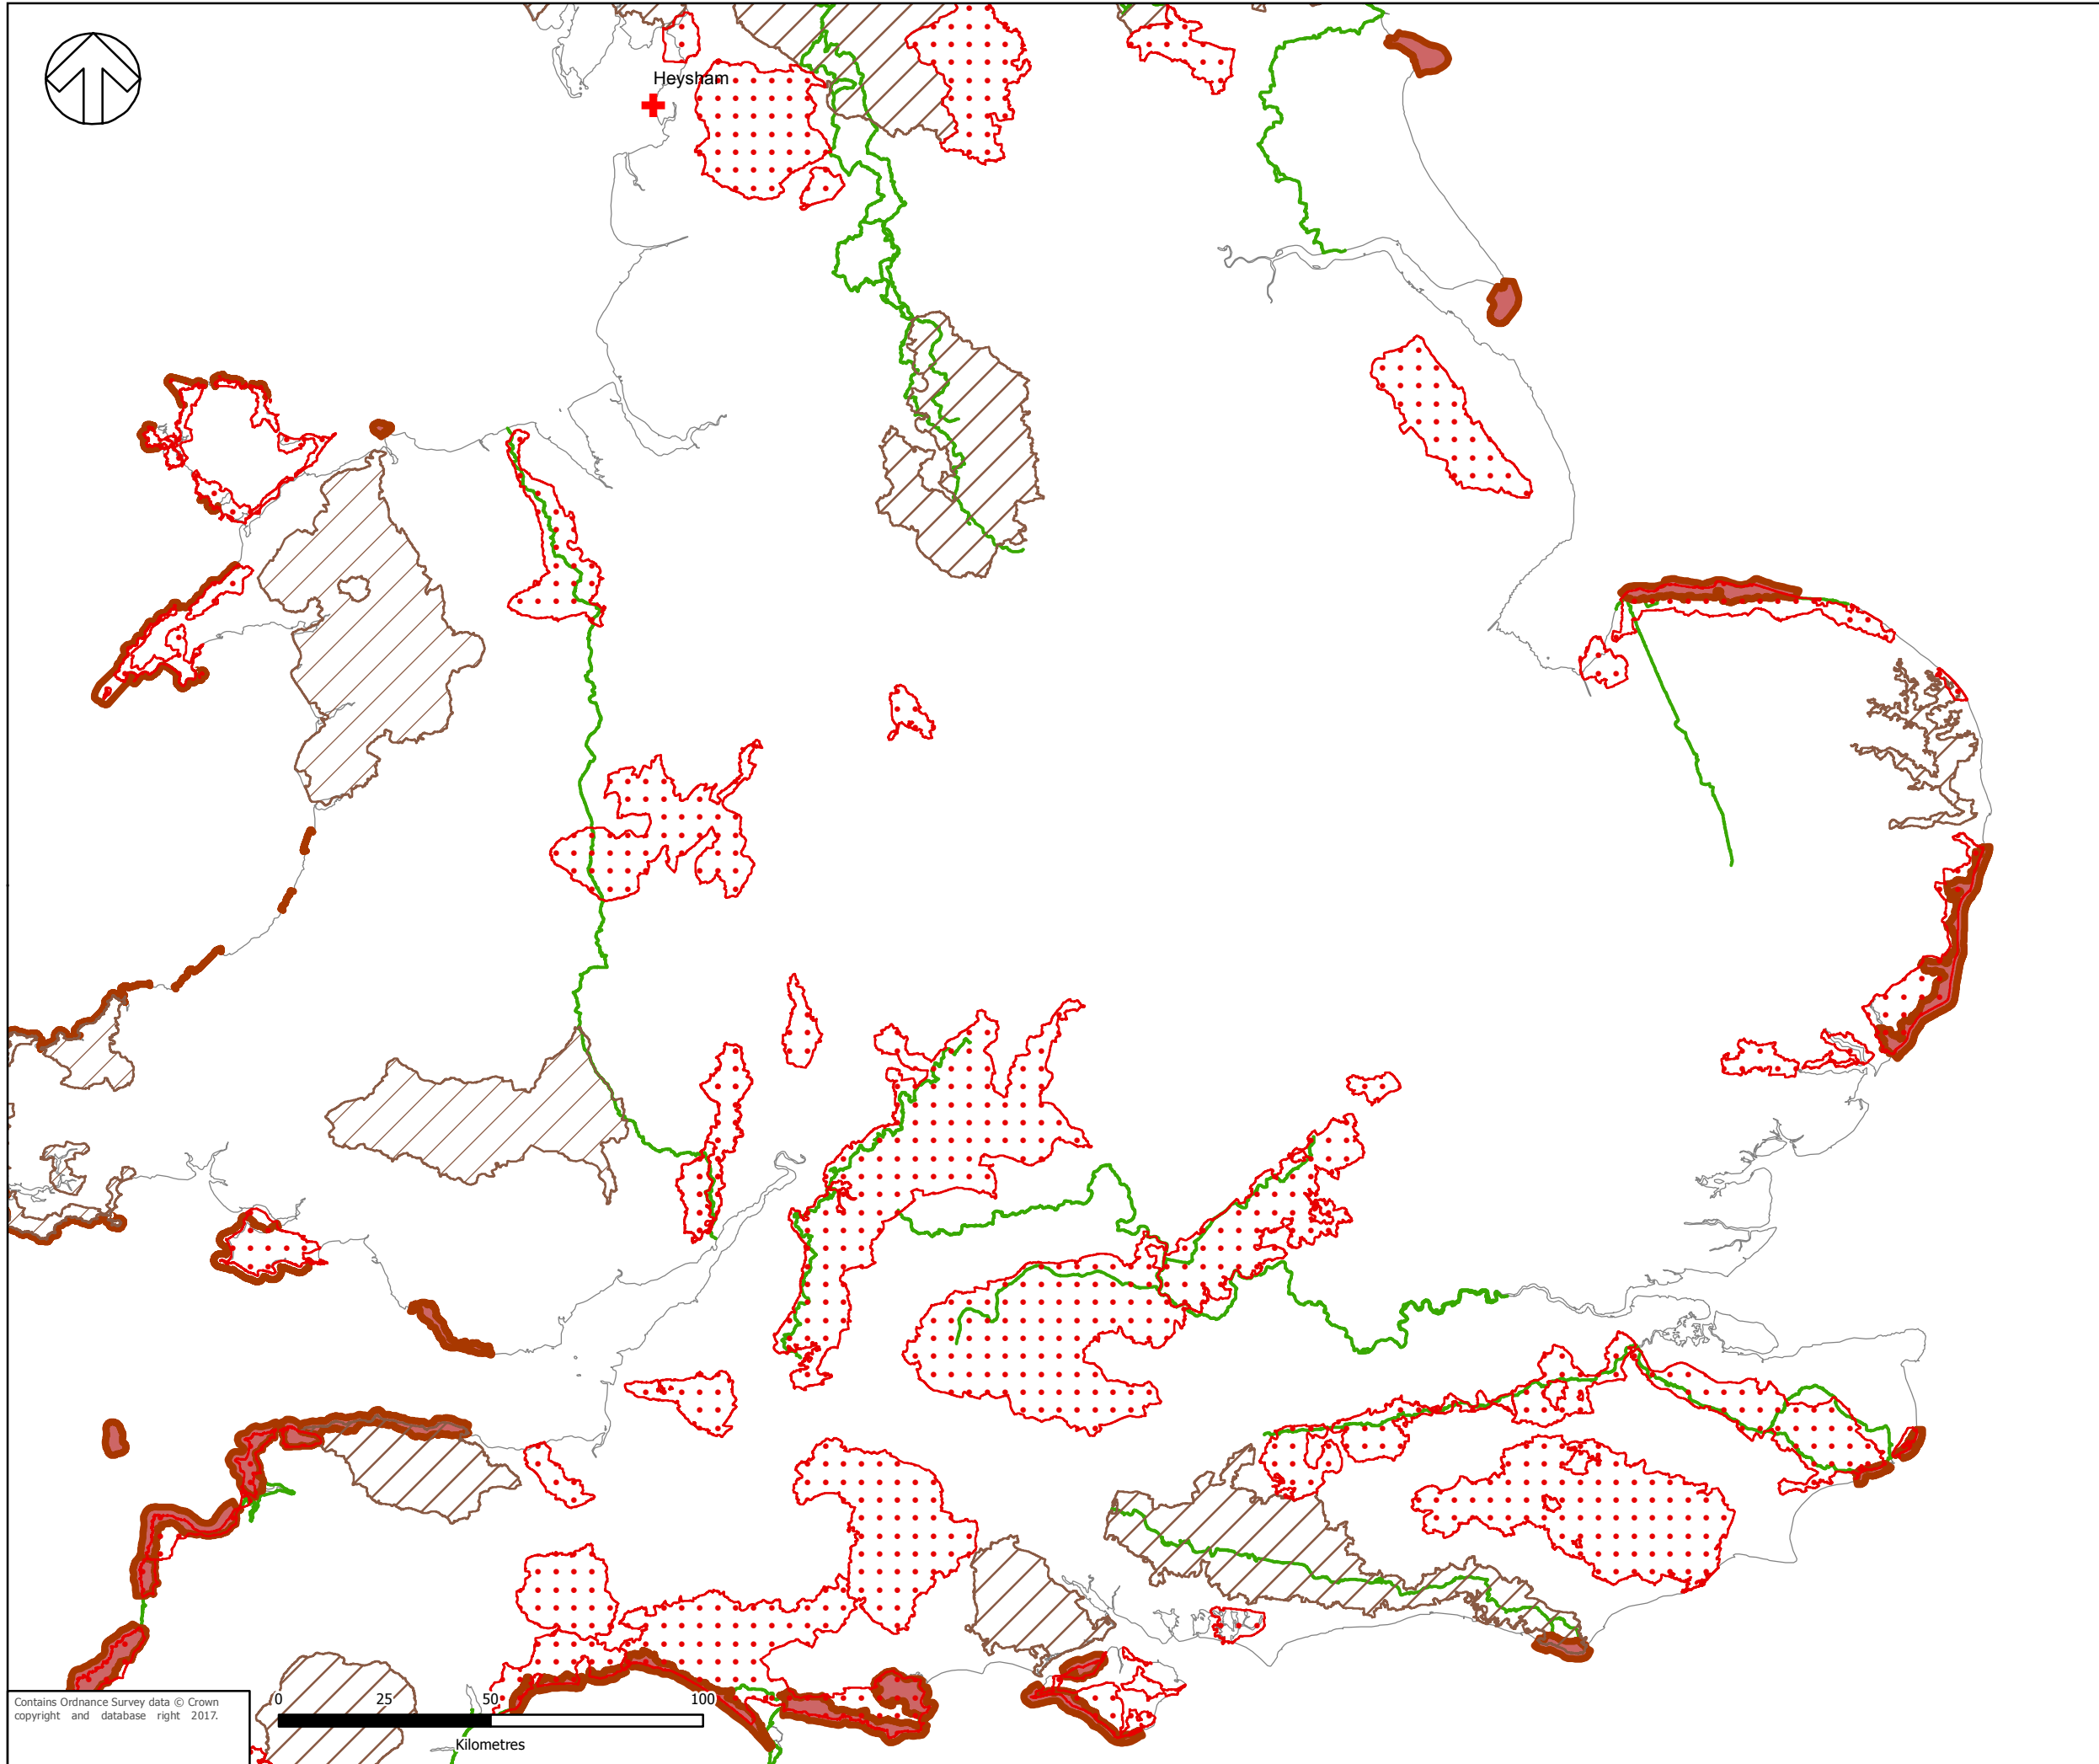 Heysham
0 25 50 100
Kilometres
Contains Ordnance Survey data © Crown
copyright and database right 2017.